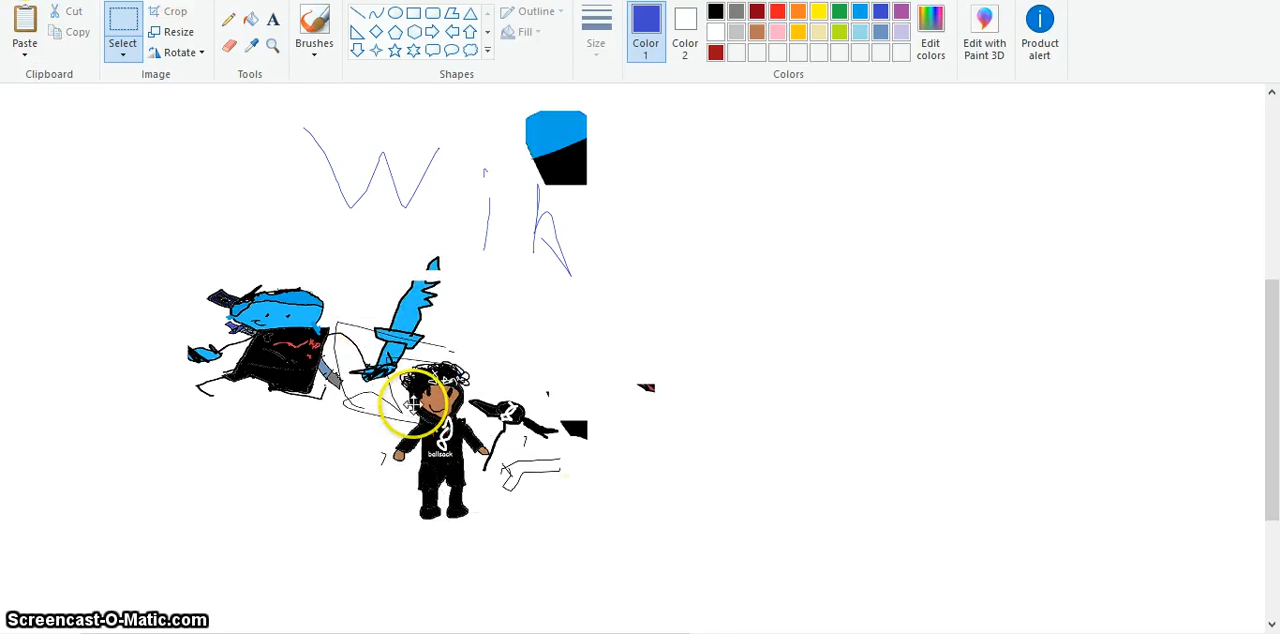 Paste
Cut
Copy
Clipboard
Select
Crop
Resize
Rotate
Image
A
Tools
Brushes
Outline
Fill
Shapes
Size
Color 1
Color 2
Edit colors
Colors
Edit with Paint 3D
Product alert
W i h
ballsack
Screencast-O-Matic.com